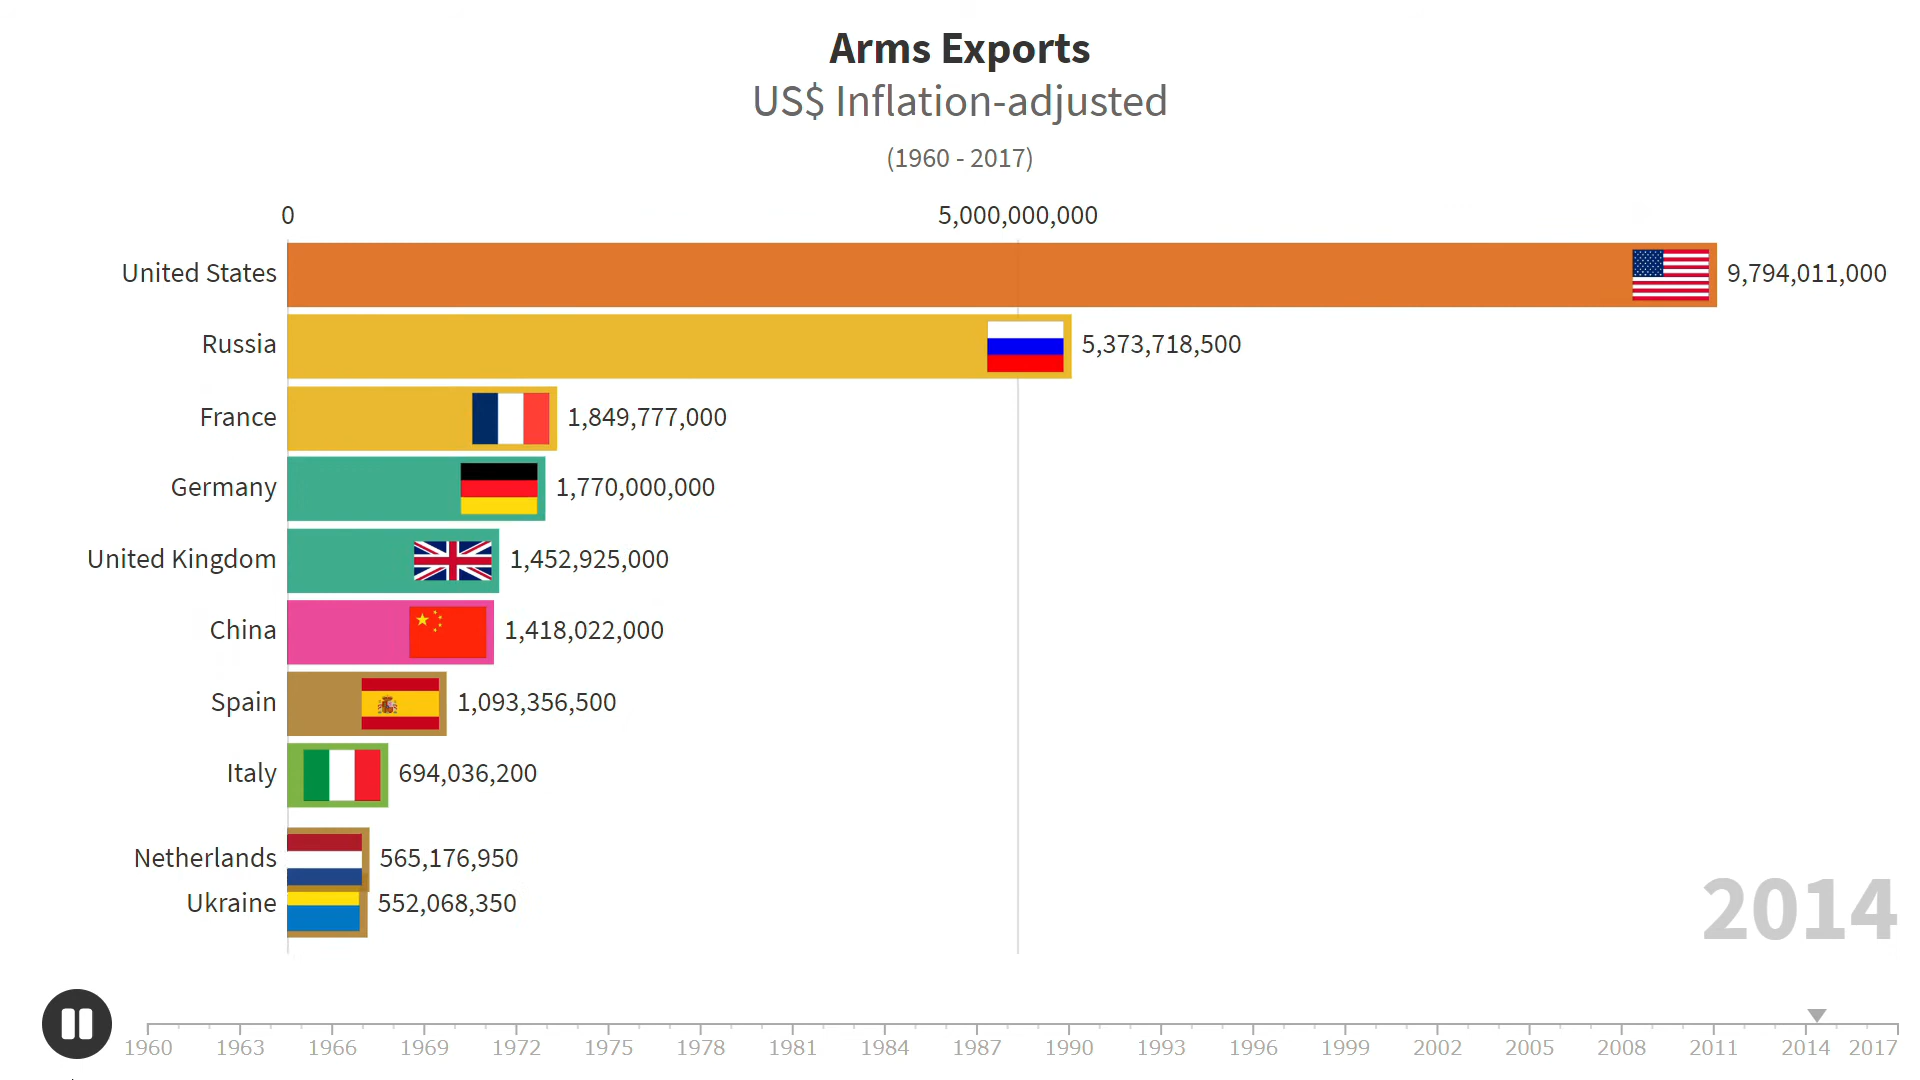 Arms Exports
US$ Inflation-adjusted
(1960 - 2017)
0 5,000,000,000
United States 9,794,011,000
Russia 5,373,718,500
France 1,849,777,000
Germany 1,770,000,000
United Kingdom 1,452,925,000
China 1,418,022,000
Spain 1,093,356,500
Italy 694,036,200
Netherlands 565,176,950
Ukraine 552,068,350
2014
1960 1963 1966 1969 1972 1975 1978 1981 1984 1987 1990 1993 1996 1999 2002 2005 2008 2011 2014 2017